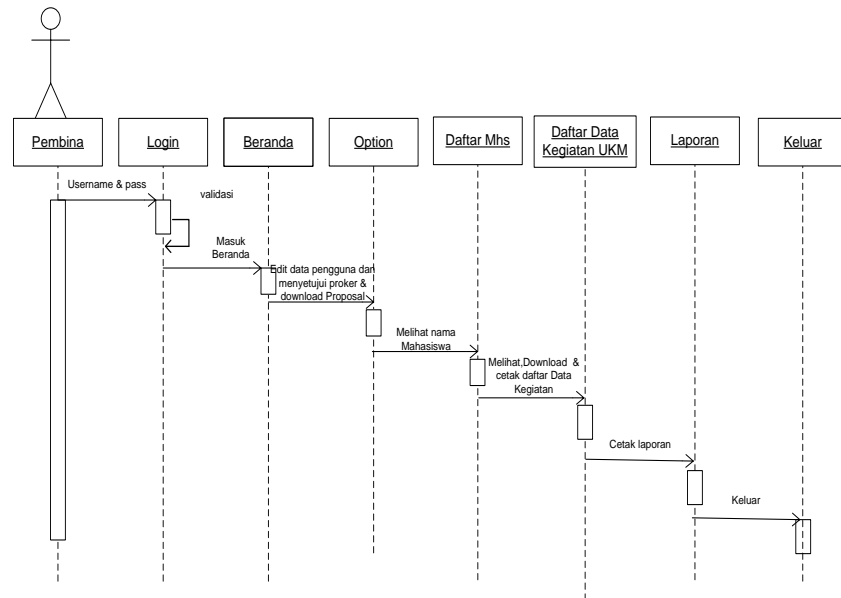 Pembina
Login
Beranda
Option
Daftar Mhs
Daftar Data
Kegiatan UKM
Laporan
Keluar
Username & pass
validasi
Masuk
Beranda
Edit data pengguna dan
menyetujui proker &
download Proposal
Melihat nama
Mahasiswa
Melihat,Download &
cetak daftar Data
Kegiatan
Cetak laporan
Keluar